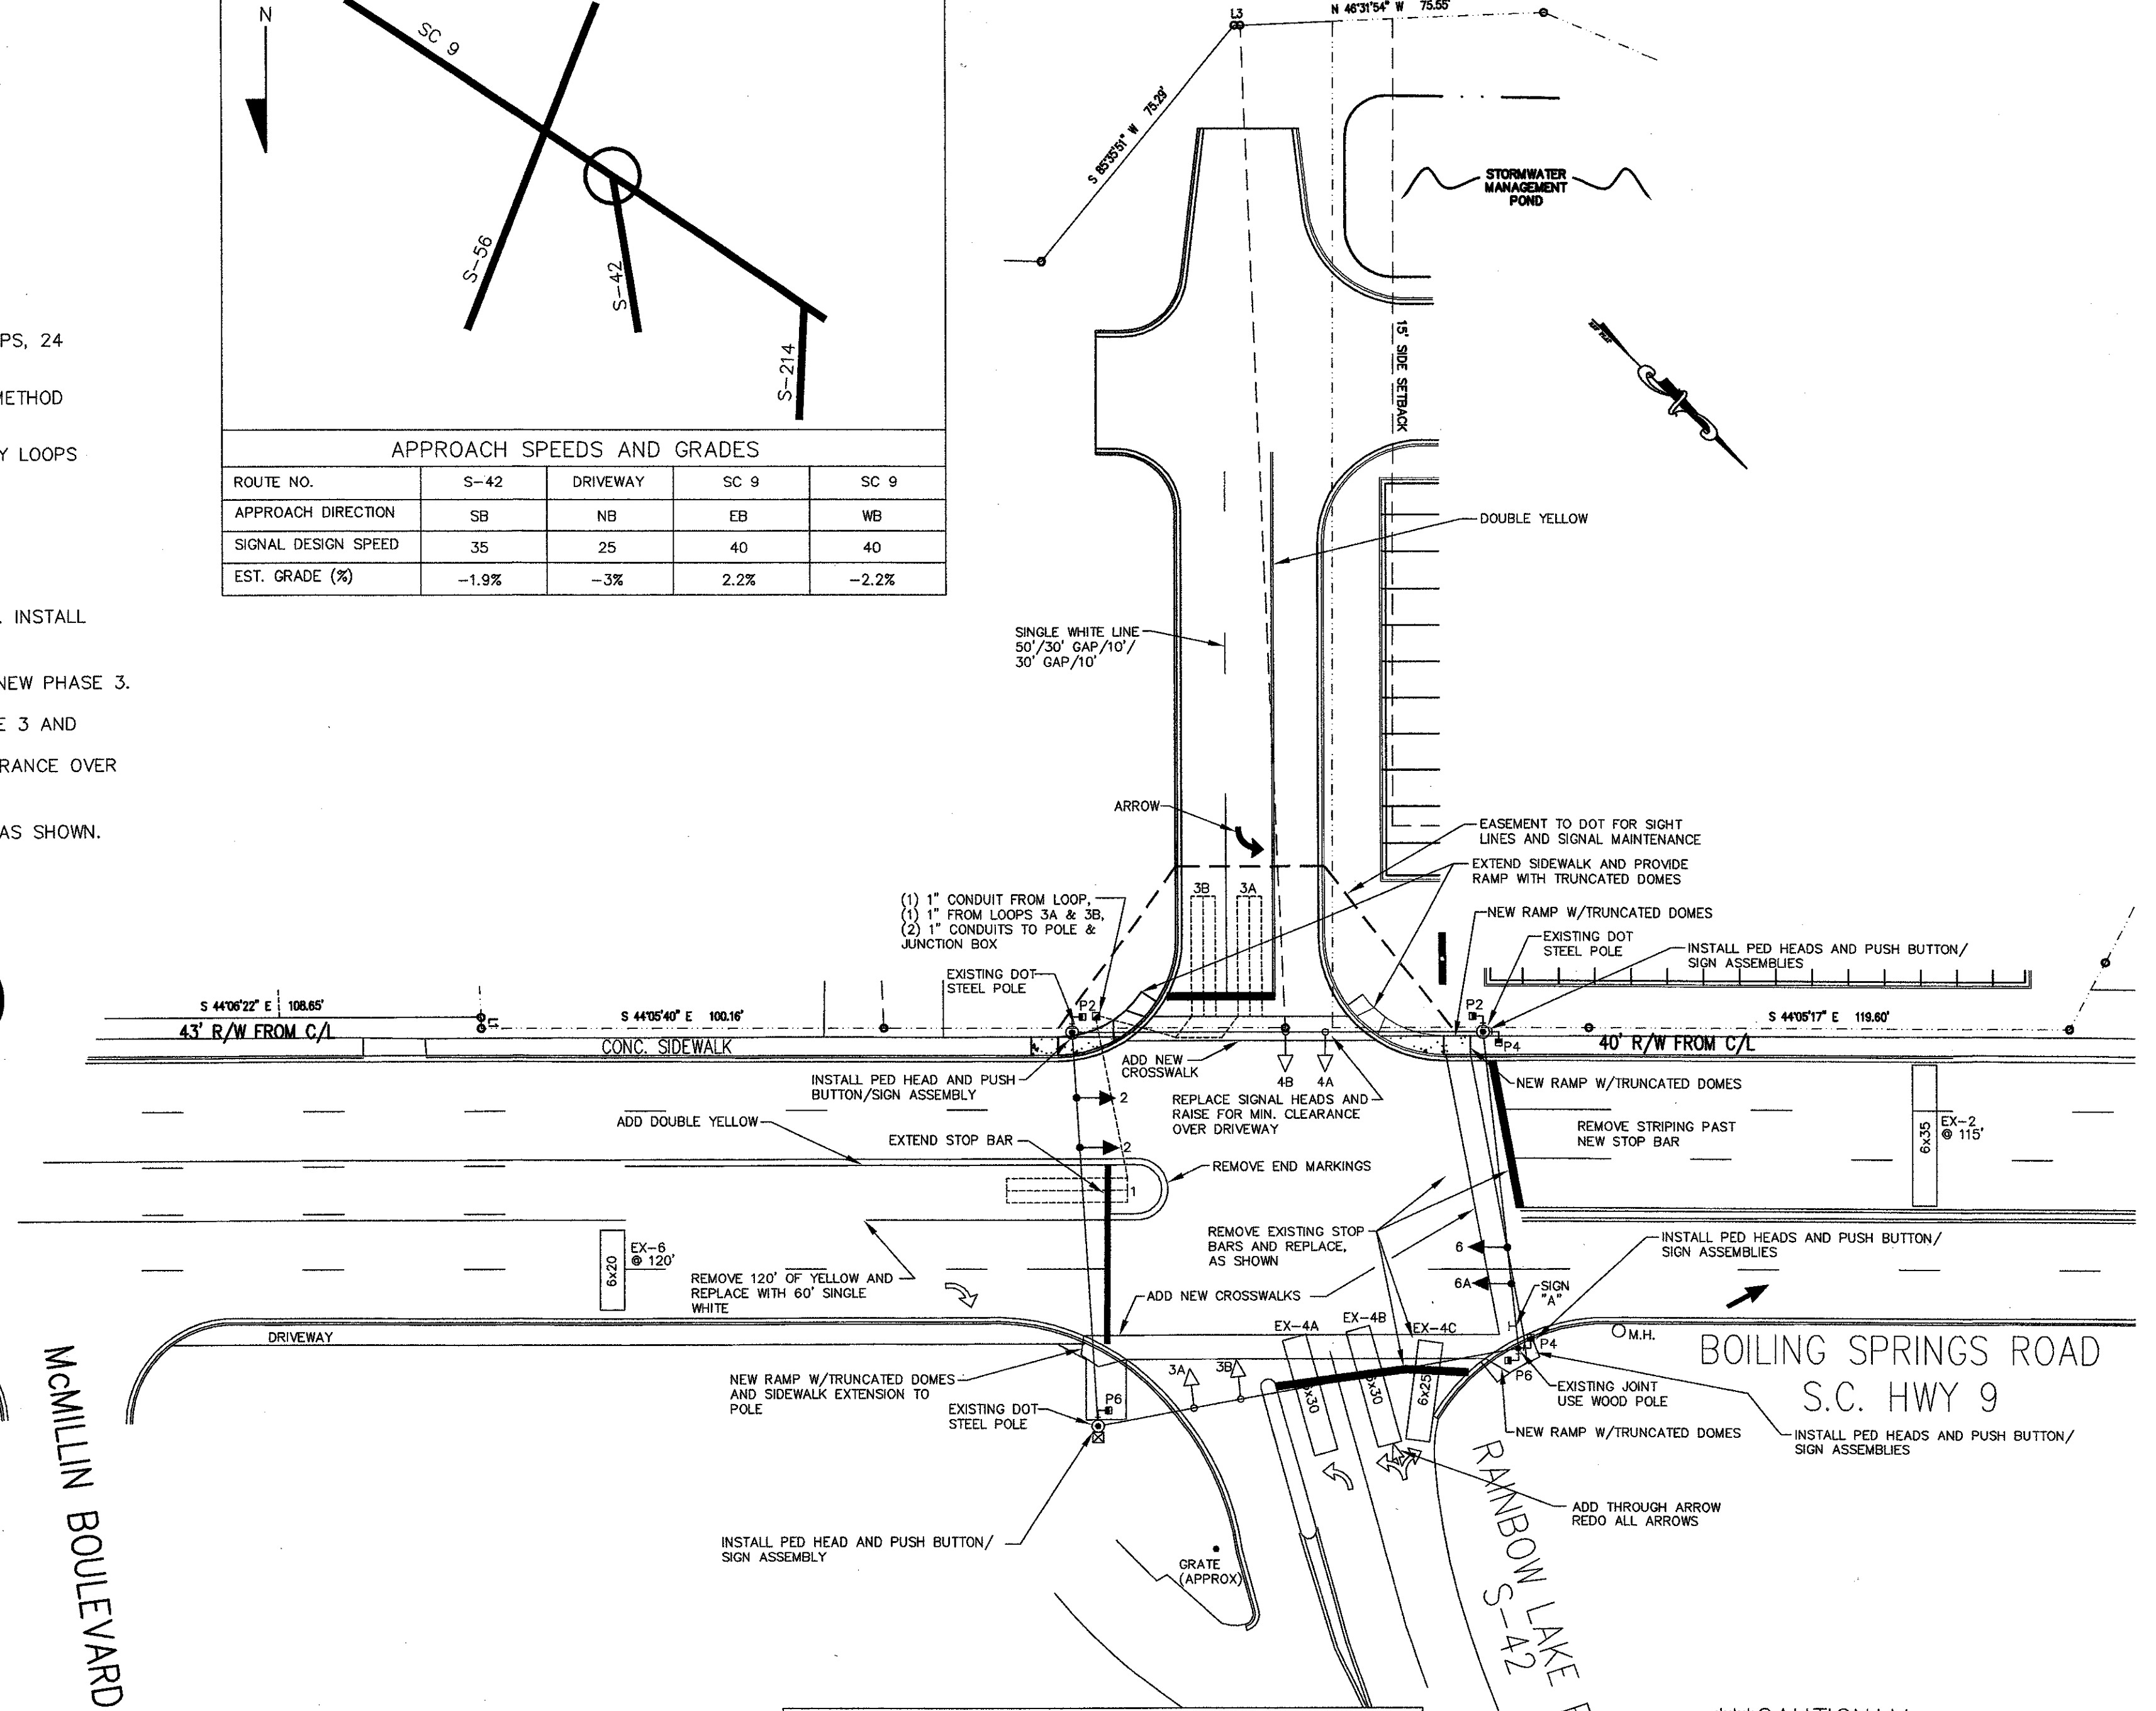 N
SC 9
S-56
S-42
S-214
APPROACH SPEEDS AND GRADES
ROUTE NO. S-42 DRIVEWAY SC 9 SC 9
APPROACH DIRECTION SB NB EB WB
SIGNAL DESIGN SPEED 35 25 40 40
EST. GRADE (%) -1.9% -3% 2.2% -2.2%
PS, 24
METHOD
Y LOOPS
. INSTALL
NEW PHASE 3.
E 3 AND
RANCE OVER
AS SHOWN.
L3
N 46°31'54" W 75.55'
S 85°35'51" W 75.29'
STORMWATER
MANAGEMENT
POND
15' SIDE SETBACK
DOUBLE YELLOW
SINGLE WHITE LINE
50'/30' GAP/10'/
30' GAP/10'
ARROW
EASEMENT TO DOT FOR SIGHT
LINES AND SIGNAL MAINTENANCE
EXTEND SIDEWALK AND PROVIDE
RAMP WITH TRUNCATED DOMES
3B
3A
(1) 1" CONDUIT FROM LOOP,
(1) 1" FROM LOOPS 3A & 3B,
(2) 1" CONDUITS TO POLE &
JUNCTION BOX
NEW RAMP W/TRUNCATED DOMES
EXISTING DOT
STEEL POLE
INSTALL PED HEADS AND PUSH BUTTON/
SIGN ASSEMBLIES
EXISTING DOT
STEEL POLE
P2
P2
P4
S 44°06'22" E 108.65'
43' R/W FROM C/L
L1
S 44°05'40" E 100.16'
CONC. SIDEWALK
S 44°05'17" E 119.60'
40' R/W FROM C/L
ADD NEW
CROSSWALK
4B
4A
INSTALL PED HEAD AND PUSH
BUTTON/SIGN ASSEMBLY
NEW RAMP W/TRUNCATED DOMES
REPLACE SIGNAL HEADS AND
RAISE FOR MIN. CLEARANCE
OVER DRIVEWAY
2
ADD DOUBLE YELLOW
REMOVE STRIPING PAST
NEW STOP BAR
6x35
EX-2
@ 115'
EXTEND STOP BAR
2
REMOVE END MARKINGS
1
REMOVE EXISTING STOP
BARS AND REPLACE,
AS SHOWN
6
6A
INSTALL PED HEADS AND PUSH BUTTON/
SIGN ASSEMBLIES
6x20
EX-6
@ 120'
REMOVE 120' OF YELLOW AND
REPLACE WITH 60' SINGLE
WHITE
ADD NEW CROSSWALKS
SIGN
"A"
DRIVEWAY
EX-4A
EX-4B
EX-4C
M.H.
P4
P6
BOILING SPRINGS ROAD
S.C. HWY 9
3A
3B
6x30
6x30
6x25
NEW RAMP W/TRUNCATED DOMES
AND SIDEWALK EXTENSION TO
POLE
P6
EXISTING DOT
STEEL POLE
EXISTING JOINT
USE WOOD POLE
NEW RAMP W/TRUNCATED DOMES
INSTALL PED HEADS AND PUSH BUTTON/
SIGN ASSEMBLIES
ADD THROUGH ARROW
REDO ALL ARROWS
INSTALL PED HEAD AND PUSH BUTTON/
SIGN ASSEMBLY
GRATE
(APPROX)
McMILLIN BOULEVARD
RAINBOW LAKE
S-42